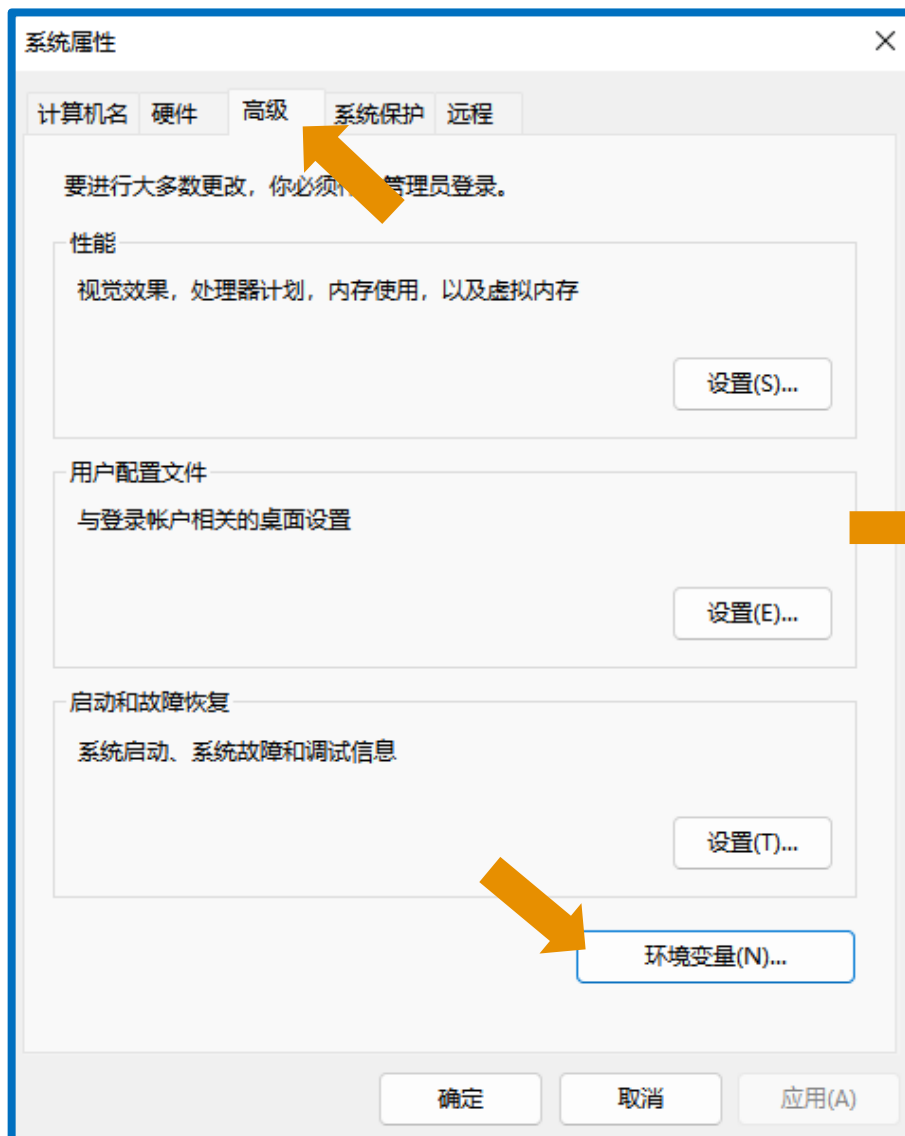 系统属性
计算机名 硬件 高级 系统保护 远程
要进行大多数更改，你必须 管理员登录。
性能
视觉效果，处理器计划，内存使用，以及虚拟内存
设置(S)...
用户配置文件
与登录帐户相关的桌面设置
设置(E)...
启动和故障恢复
系统启动、系统故障和调试信息
设置(T)...
环境变量(N)...
确定 取消 应用(A)